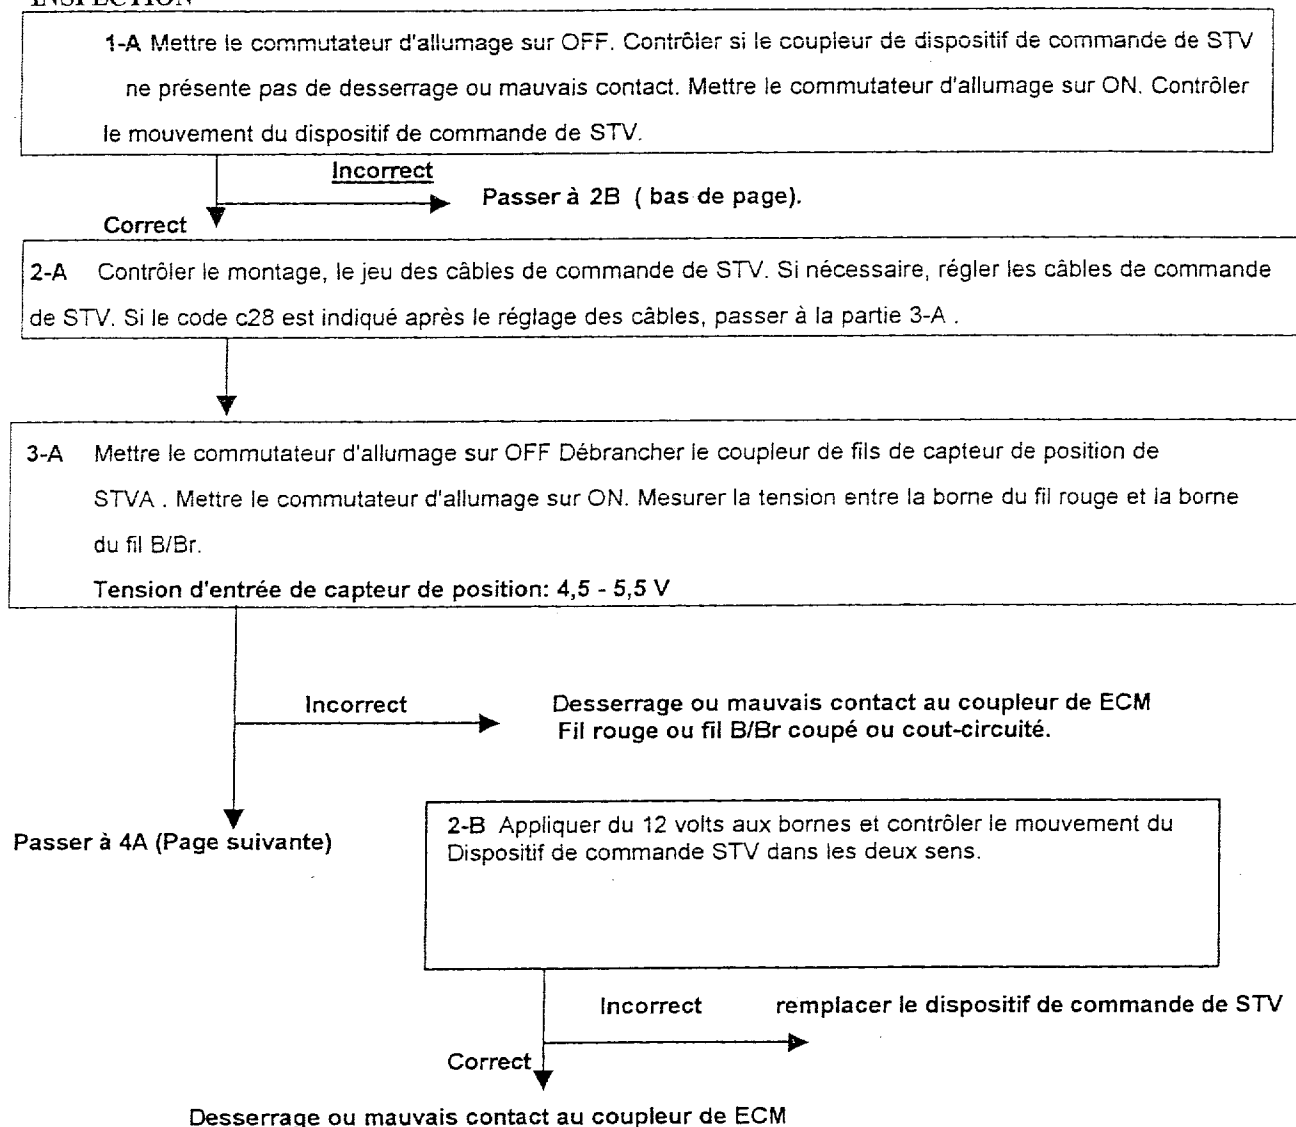 INSPECTION
1-A Mettre le commutateur d'allumage sur OFF. Contrôler si le coupleur de dispositif de commande de STV
ne présente pas de desserrage ou mauvais contact. Mettre le commutateur d'allumage sur ON. Contrôler
le mouvement du dispositif de commande de STV.
Incorrect
Passer à 2B ( bas de page).
Correct
2-A Contrôler le montage, le jeu des câbles de commande de STV. Si nécessaire, régler les câbles de commande
de STV. Si le code c28 est indiqué après le réglage des câbles, passer à la partie 3-A .
3-A Mettre le commutateur d'allumage sur OFF Débrancher le coupleur de fils de capteur de position de
STVA . Mettre le commutateur d'allumage sur ON. Mesurer la tension entre la borne du fil rouge et la borne
du fil B/Br.
Tension d'entrée de capteur de position: 4,5 - 5,5 V
Incorrect
Desserrage ou mauvais contact au coupleur de ECM
Fil rouge ou fil B/Br coupé ou cout-circuité.
Passer à 4A (Page suivante)
2-B Appliquer du 12 volts aux bornes et contrôler le mouvement du
Dispositif de commande STV dans les deux sens.
Incorrect
remplacer le dispositif de commande de STV
Correct
Desserrage ou mauvais contact au coupleur de ECM